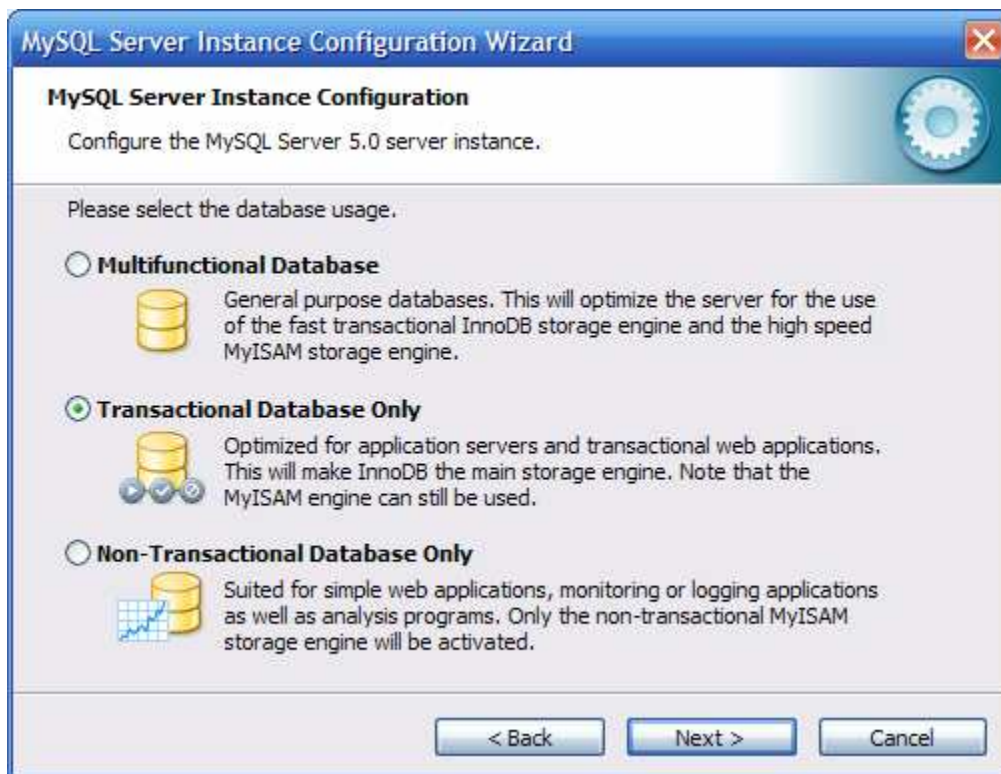 MySQL Server Instance Configuration Wizard
MySQL Server Instance Configuration
Configure the MySQL Server 5.0 server instance.
Please select the database usage.
Multifunctional Database
General purpose databases. This will optimize the server for the use
of the fast transactional InnoDB storage engine and the high speed
MyISAM storage engine.
Transactional Database Only
Optimized for application servers and transactional web applications.
This will make InnoDB the main storage engine. Note that the
MyISAM engine can still be used.
Non-Transactional Database Only
Suited for simple web applications, monitoring or logging applications
as well as analysis programs. Only the non-transactional MyISAM
storage engine will be activated.
< Back Next > Cancel